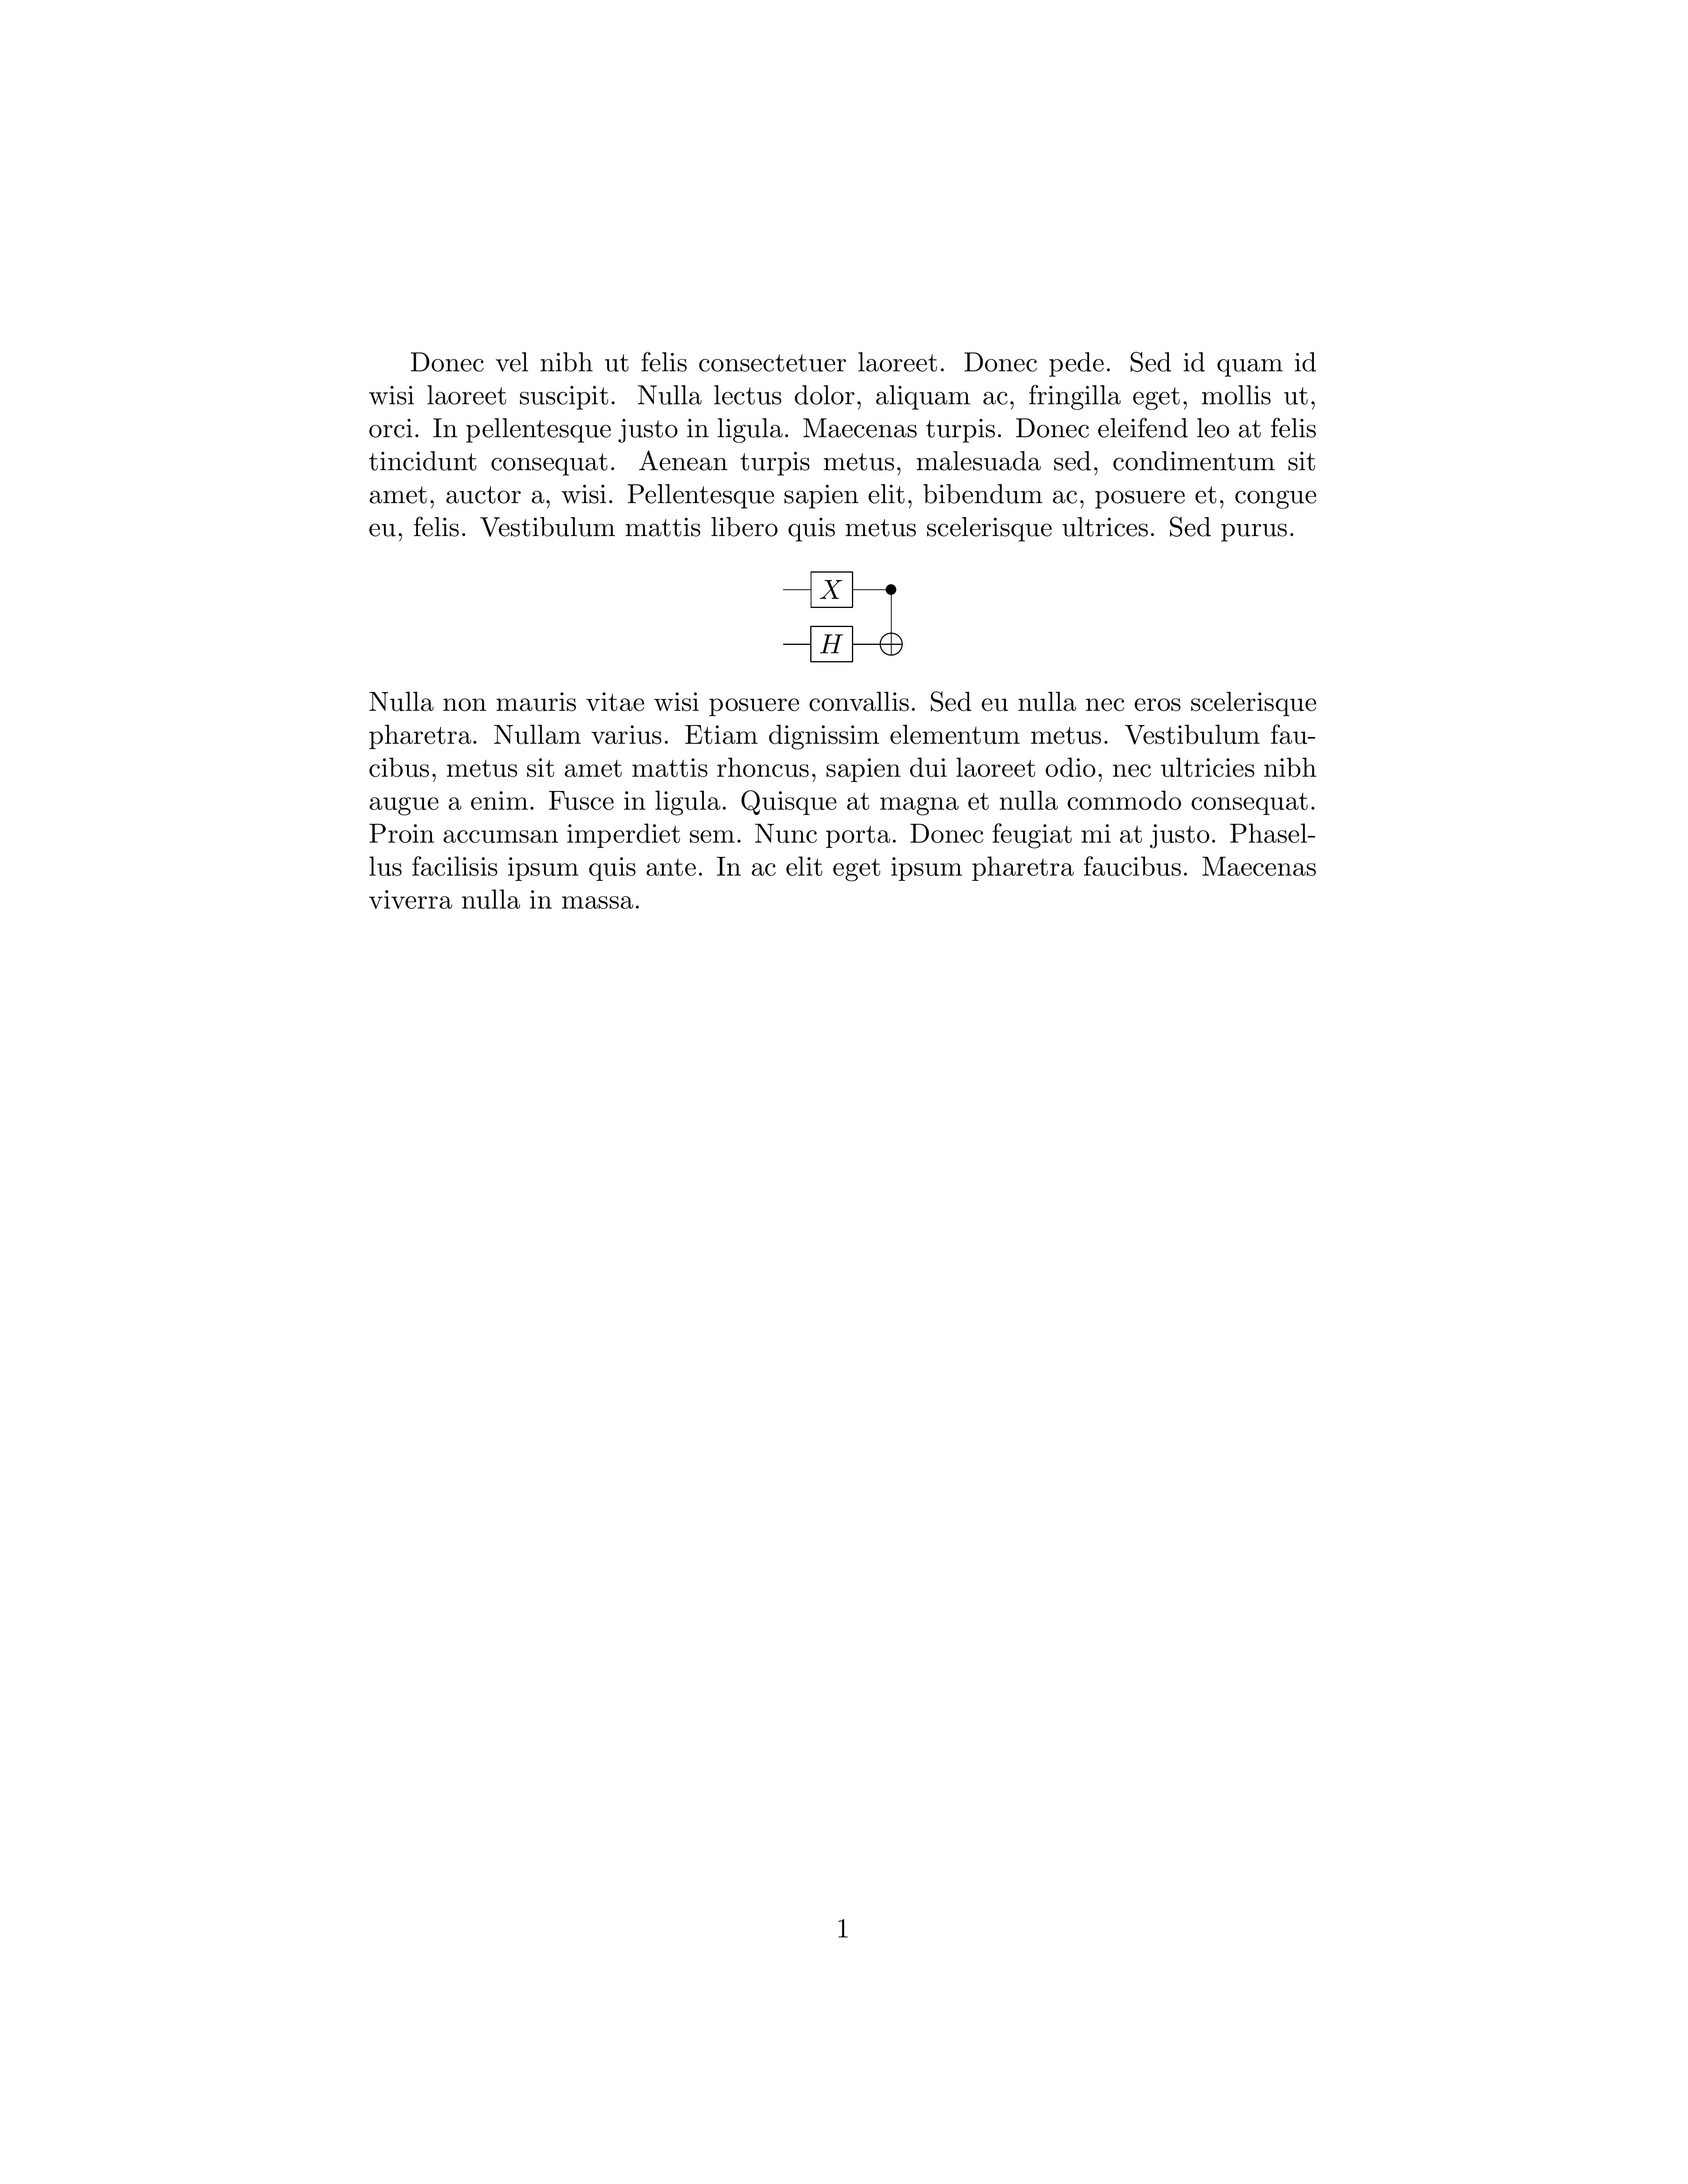 Donec vel nibh ut felis consectetuer laoreet. Donec pede. Sed id quam id
wisi laoreet suscipit. Nulla lectus dolor, aliquam ac, fringilla eget, mollis ut,
orci. In pellentesque justo in ligula. Maecenas turpis. Donec eleifend leo at felis
tincidunt consequat. Aenean turpis metus, malesuada sed, condimentum sit
amet, auctor a, wisi. Pellentesque sapien elit, bibendum ac, posuere et, congue
eu, felis. Vestibulum mattis libero quis metus scelerisque ultrices. Sed purus.
X
H
Nulla non mauris vitae wisi posuere convallis. Sed eu nulla nec eros scelerisque
pharetra. Nullam varius. Etiam dignissim elementum metus. Vestibulum fau-
cibus, metus sit amet mattis rhoncus, sapien dui laoreet odio, nec ultricies nibh
augue a enim. Fusce in ligula. Quisque at magna et nulla commodo consequat.
Proin accumsan imperdiet sem. Nunc porta. Donec feugiat mi at justo. Phasel-
lus facilisis ipsum quis ante. In ac elit eget ipsum pharetra faucibus. Maecenas
viverra nulla in massa.
1